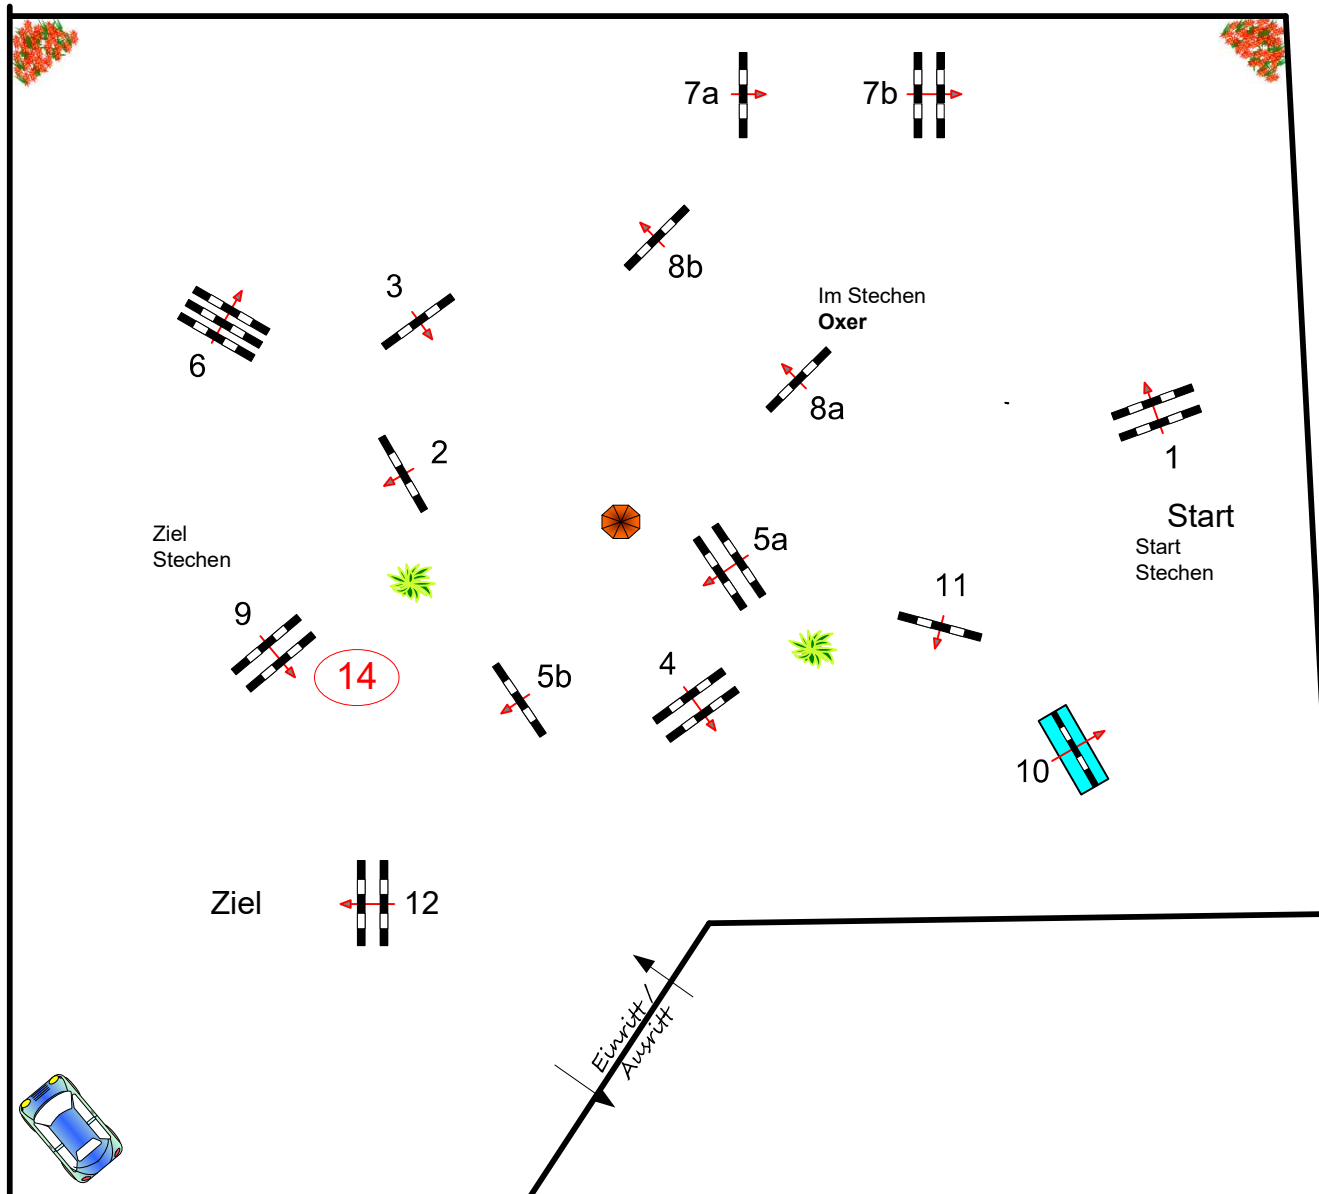 7a
7b
8b
3
Im Stechen
Oxer
6
8a
2
1
Start
Start
Stechen
Ziel
Stechen
5a
11
9
4
14
5b
10
Ziel
12
Einritt /
Ausritt